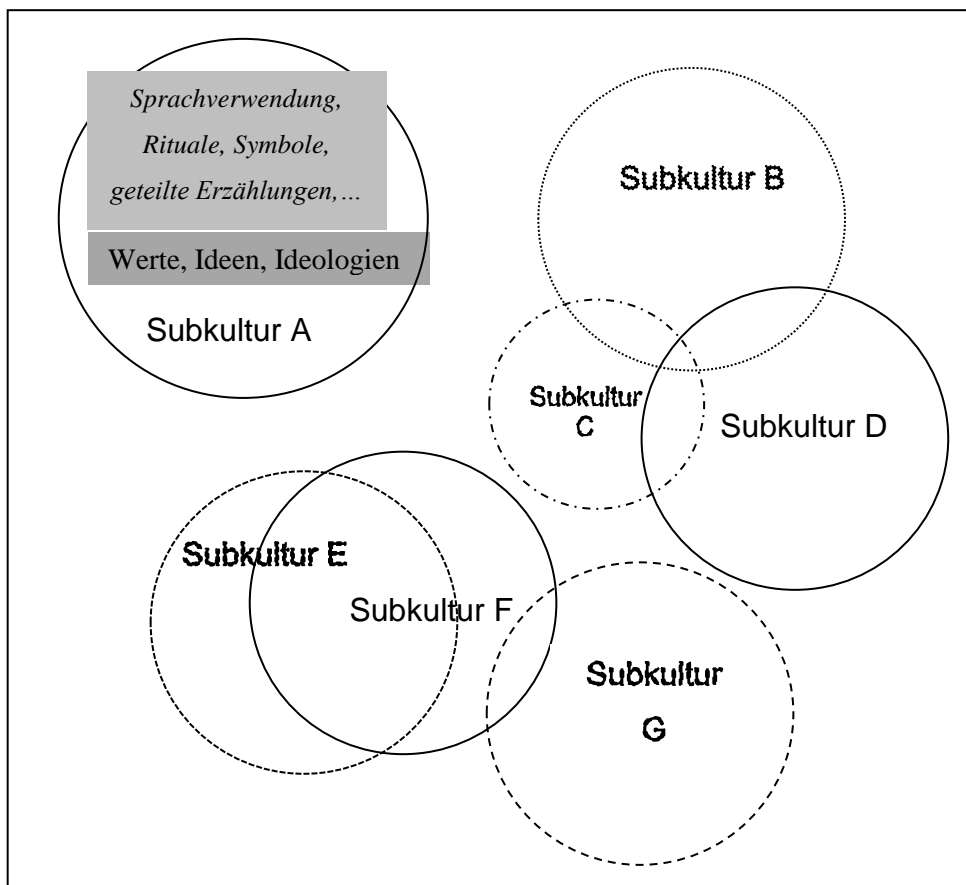 Sprachverwendung,
Rituale, Symbole,
geteilte Erzählungen,…
Werte, Ideen, Ideologien
Subkultur A
Subkultur B
Subkultur
C
Subkultur D
Subkultur E
Subkultur F
Subkultur
G